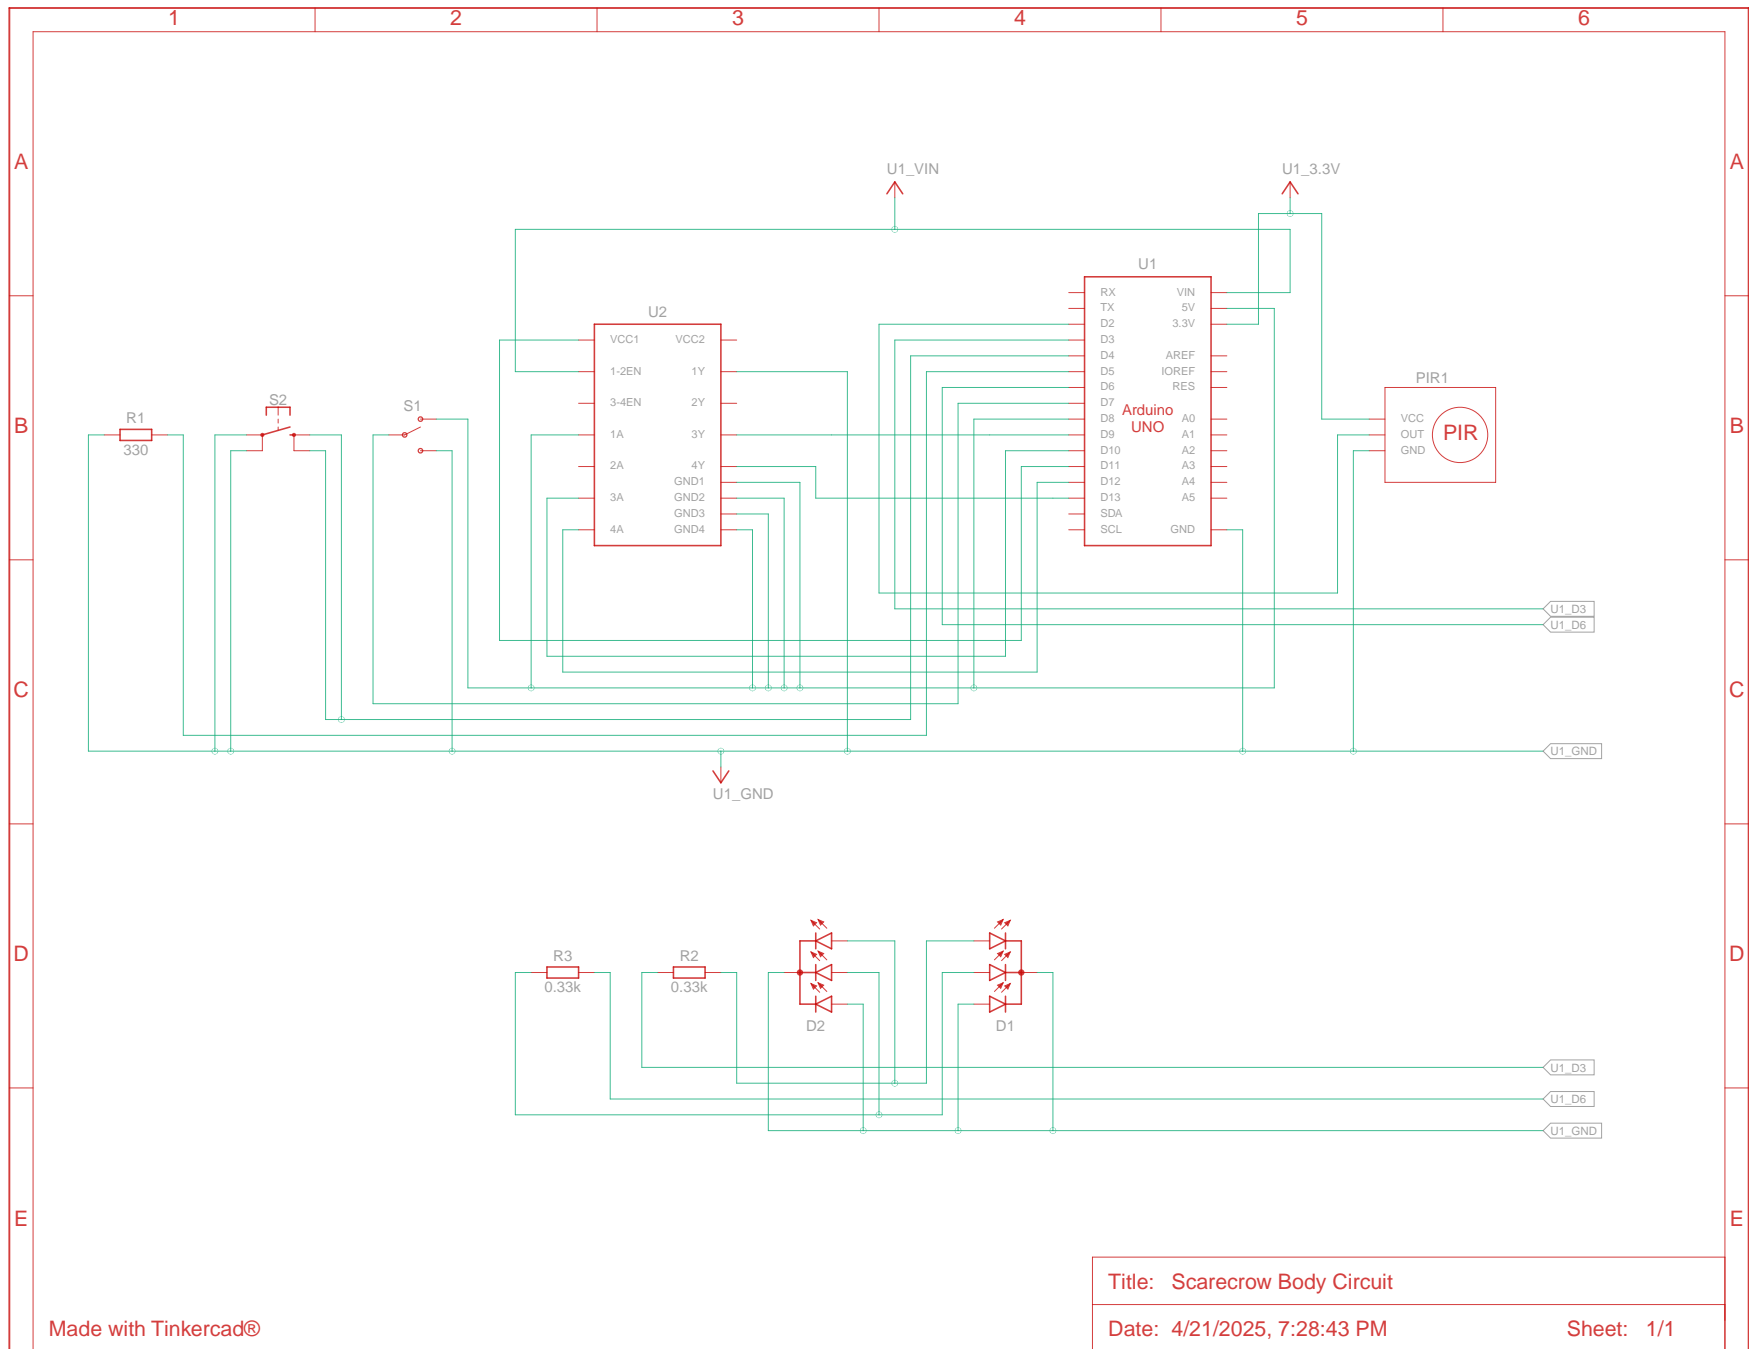 1 2 3 4 5 6
A A
U1_VIN U1_3.3V
U1
RX VIN
TX 5V
D2 3.3V
D3
D4 AREF
D5 IOREF
D6 RES
D7
D8 A0
D9 A1
D10 A2
D11 A3
D12 A4
D13 A5
SDA
SCL GND
Arduino
UNO
U2
VCC1 VCC2
1-2EN 1Y
3-4EN 2Y
1A 3Y
2A 4Y
GND1
3A GND2
GND3
4A GND4
PIR1
VCC
OUT
GND
PIR
B B
R1
330
S2
S1
U1_D3
U1_D6
C C
U1_GND
U1_GND
D D
R3
0.33k
R2
0.33k
D2 D1
U1_D3
U1_D6
U1_GND
E E
Title: Scarecrow Body Circuit
Made with Tinkercad®
Date: 4/21/2025, 7:28:43 PM Sheet: 1/1